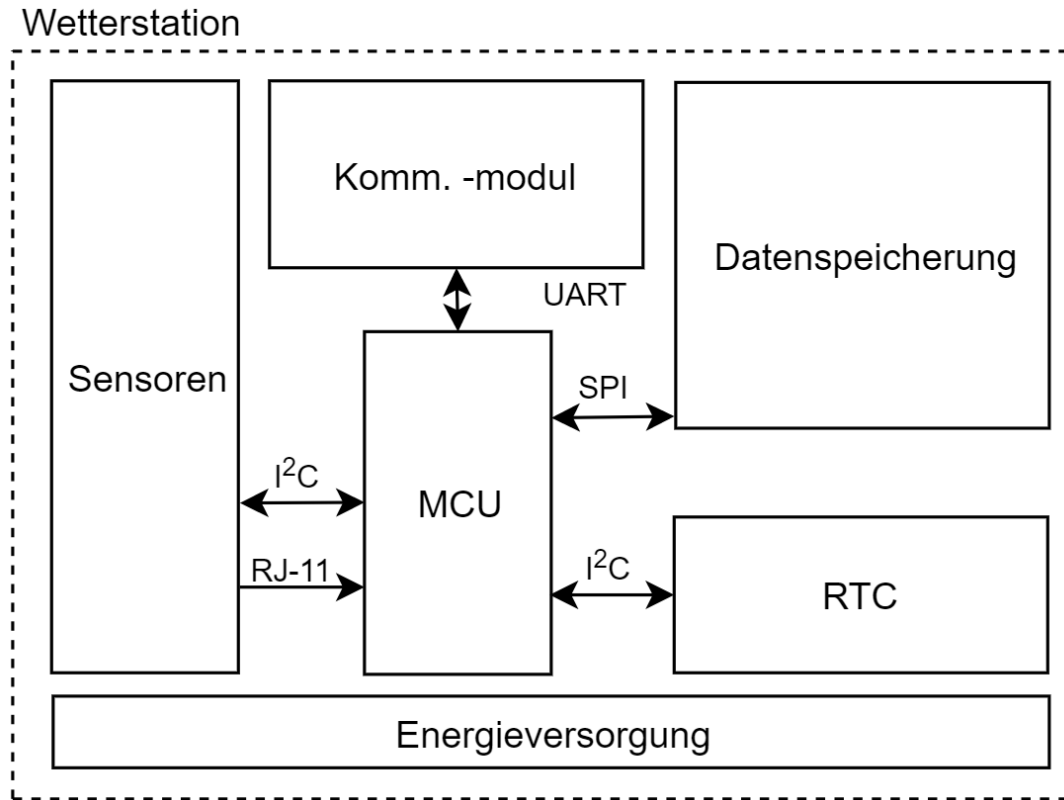 Wetterstation
Komm. -modul
Datenspeicherung
UART
Sensoren
SPI
I²C
MCU
RJ-11
I²C
RTC
Energieversorgung